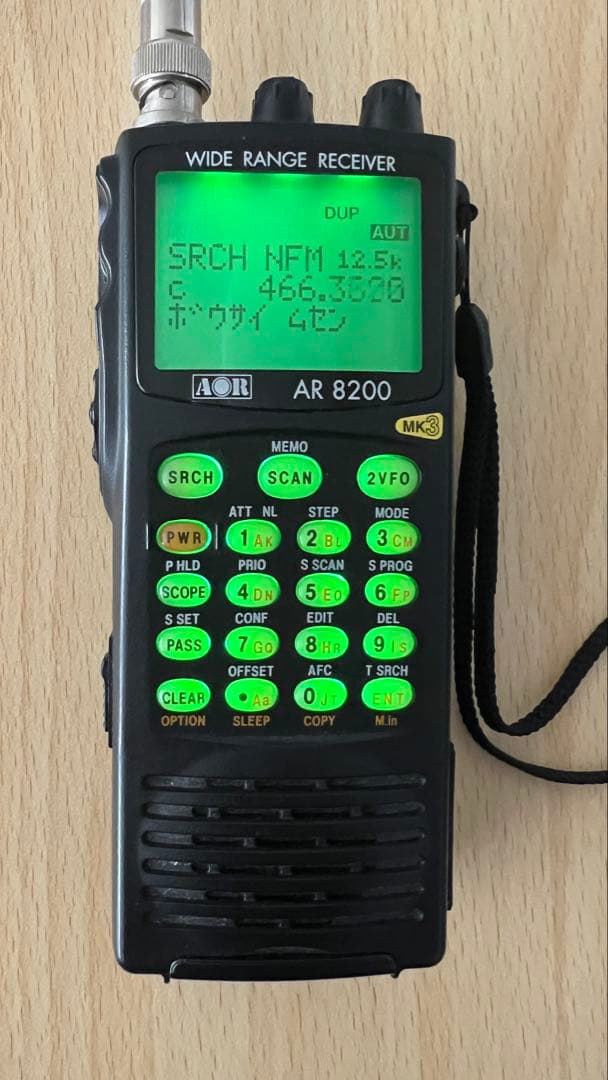 WIDE RANGE RECEIVER
DUP
AUT
SRCH NFM 12.5k
C
ボウサイ ムセン
AOR AR 8200
MK3
MEMO
SRCH SCAN 2VFO
ATT NL STEP MODE
PWR 1 AK 2 BL 3 CM
P HLD PRIO S SCAN S PROG
SCOPE 4 DN 5 EO 6 FP
S SET CONF EDIT DEL
PASS 7 GQ 8 HR 9 IS
OFFSET AFC T SRCH
CLEAR • Aa 0 JT ENT
OPTION SLEEP COPY M.in